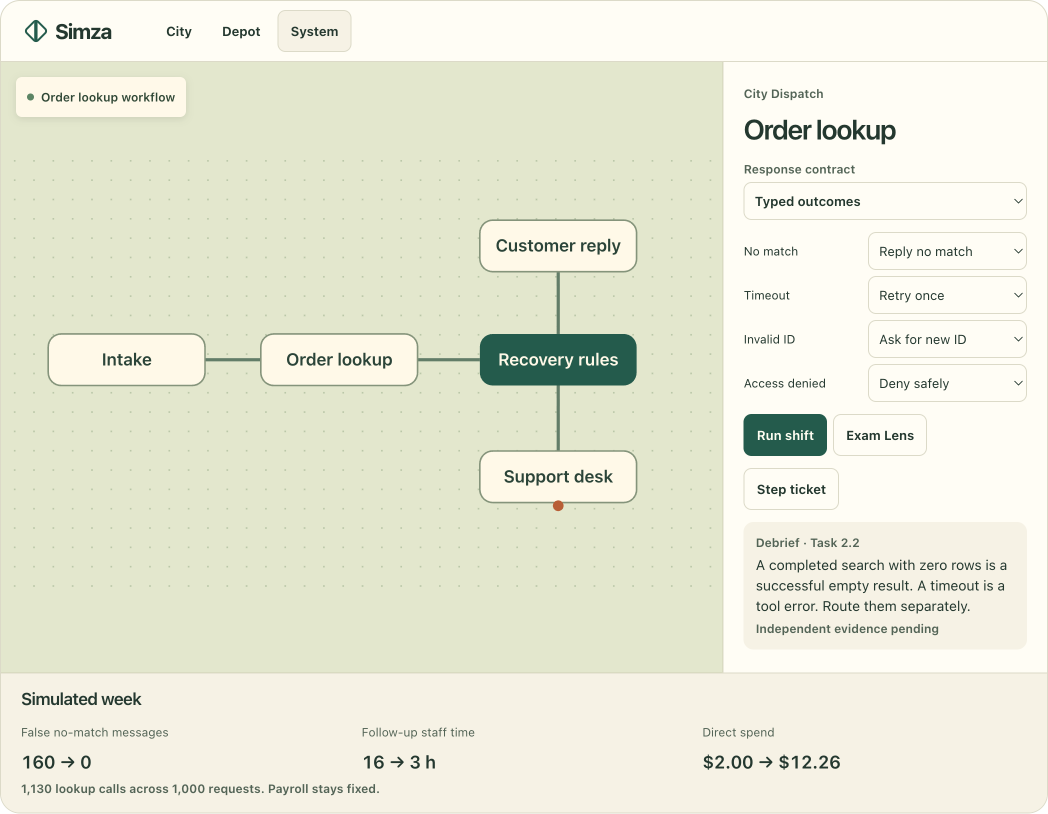 Simza
City
Depot
System
Order lookup workflow
Customer reply
Intake
Order lookup
Recovery rules
Support desk
City Dispatch
Order lookup
Response contract
Typed outcomes
No match
Reply no match
Timeout
Retry once
Invalid ID
Ask for new ID
Access denied
Deny safely
Run shift
Exam Lens
Step ticket
Debrief · Task 2.2
A completed search with zero rows is a
successful empty result. A timeout is a
tool error. Route them separately.
Independent evidence pending
Simulated week
False no-match messages
160 → 0
Follow-up staff time
16 → 3 h
Direct spend
$2.00 → $12.26
1,130 lookup calls across 1,000 requests. Payroll stays fixed.